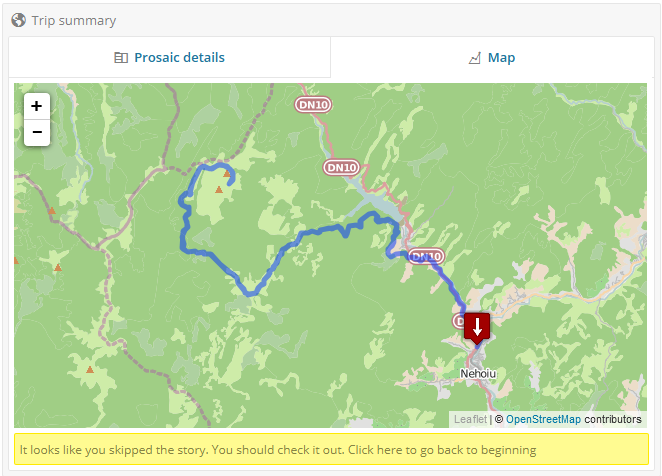 Trip summary
Prosaic details
Map
+
−
DN10
DN10
DN10
Nehoiu
Leaflet | © OpenStreetMap contributors
It looks like you skipped the story. You should check it out. Click here to go back to beginning